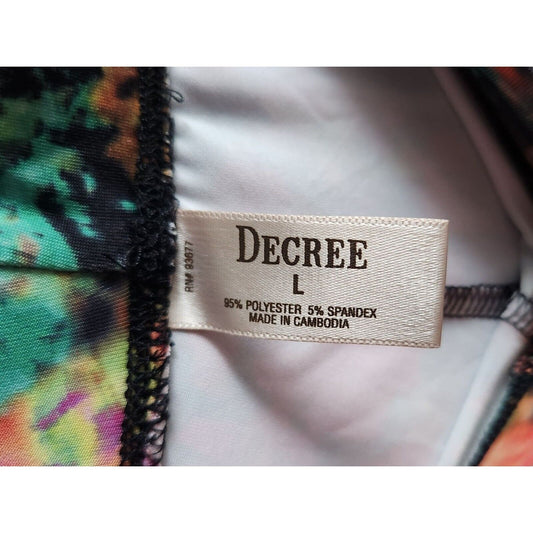 DECREE
L
95% POLYESTER 5% SPANDEX
MADE IN CAMBODIA
RN# 93677